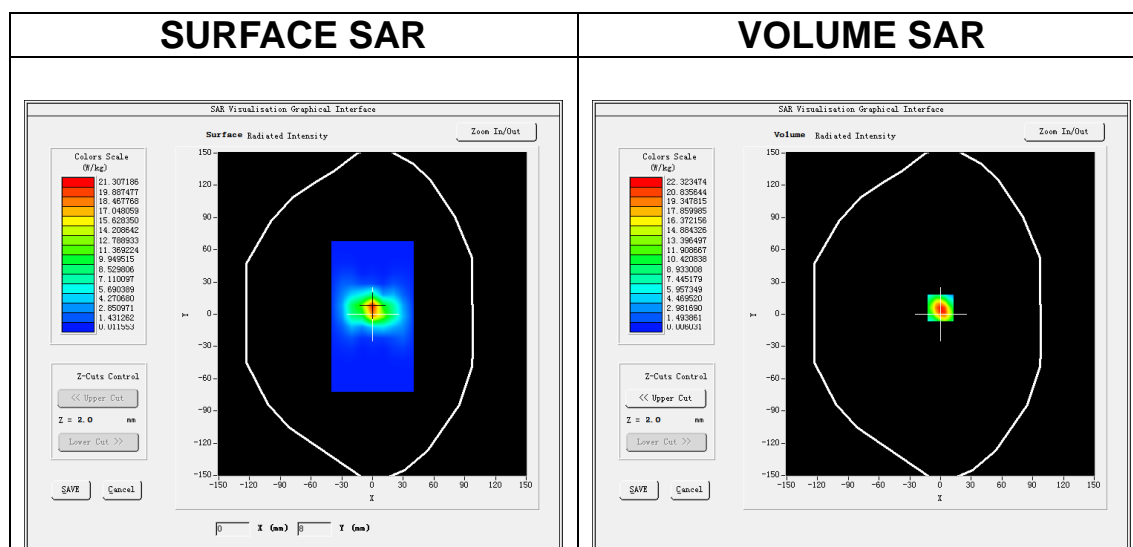 SURFACE SAR
VOLUME SAR
SAR Visualisation Graphical Interface
Surface Radiated Intensity
Zoom In/Out
Colors Scale
(W/kg)
21.307186
19.887477
18.467768
17.048059
15.628350
14.208642
12.788933
11.369224
9.949515
8.529806
7.110097
5.690389
4.270680
2.850971
1.431262
0.011553
Z-Cuts Control
<< Upper Cut
Z = 2.0 mm
Lower Cut >>
SAVE Cancel
150
120
90
60
30
0
-30
-60
-90
-120
-150
Y
-150 -120 -90 -60 -30 0 30 60 90 120 150
X
0 X (mm) 8 Y (mm)
SAR Visualisation Graphical Interface
Volume Radiated Intensity
Zoom In/Out
Colors Scale
(W/kg)
22.323474
20.835644
19.347815
17.859985
16.372156
14.884326
13.396497
11.908667
10.420838
8.933008
7.445179
5.957349
4.469520
2.981690
1.493861
0.006031
Z-Cuts Control
<< Upper Cut
Z = 2.0 mm
Lower Cut >>
SAVE Cancel
150
120
90
60
30
0
-30
-60
-90
-120
-150
Y
-150 -120 -90 -60 -30 0 30 60 90 120 150
X